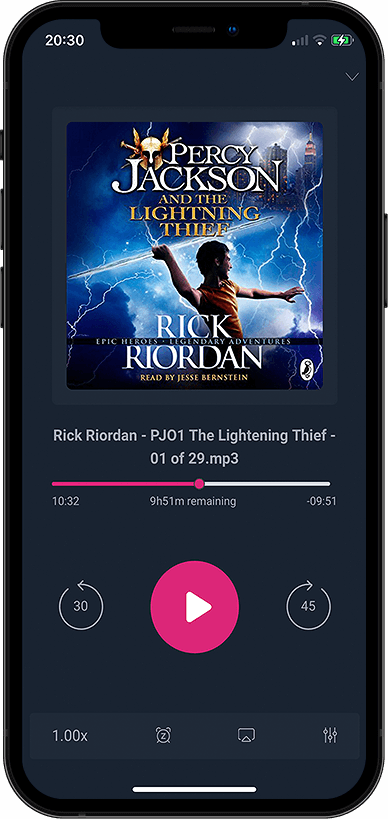 20:30
PERCY
JACKSON
AND THE
LIGHTNING
THIEF
RICK
EPIC HEROES • LEGENDARY ADVENTURES
RIORDAN
READ BY JESSE BERNSTEIN
Rick Riordan - PJO1 The Lightening Thief -
01 of 29.mp3
10:32 9h51m remaining -09:51
30 45
1.00x z